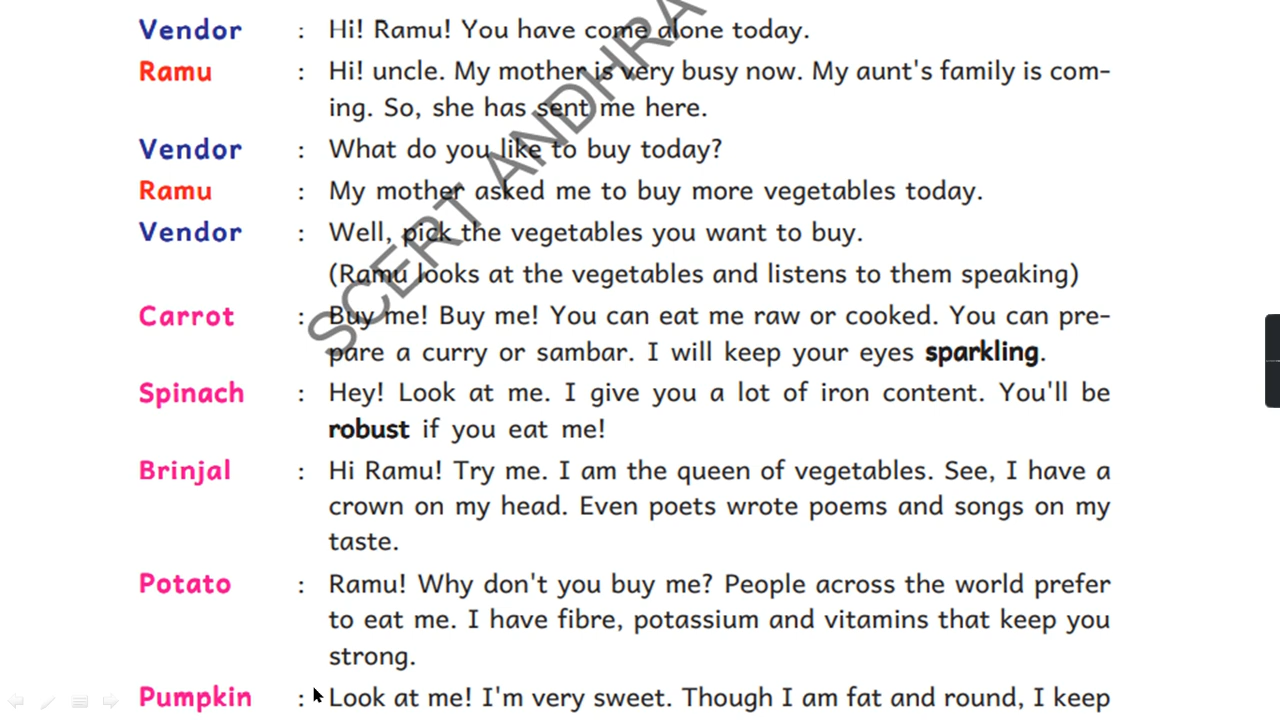 Vendor : Hi! Ramu! You have come alone today.
Ramu : Hi! uncle. My mother is very busy now. My aunt's family is com-
ing. So, she has sent me here.
Vendor : What do you like to buy today?
Ramu : My mother asked me to buy more vegetables today.
Vendor : Well, pick the vegetables you want to buy.
(Ramu looks at the vegetables and listens to them speaking)
Carrot : Buy me! Buy me! You can eat me raw or cooked. You can pre-
pare a curry or sambar. I will keep your eyes sparkling.
Spinach : Hey! Look at me. I give you a lot of iron content. You'll be
robust if you eat me!
Brinjal : Hi Ramu! Try me. I am the queen of vegetables. See, I have a
crown on my head. Even poets wrote poems and songs on my
taste.
Potato : Ramu! Why don't you buy me? People across the world prefer
to eat me. I have fibre, potassium and vitamins that keep you
strong.
Pumpkin : Look at me! I'm very sweet. Though I am fat and round, I keep
SCERT ANDHRA